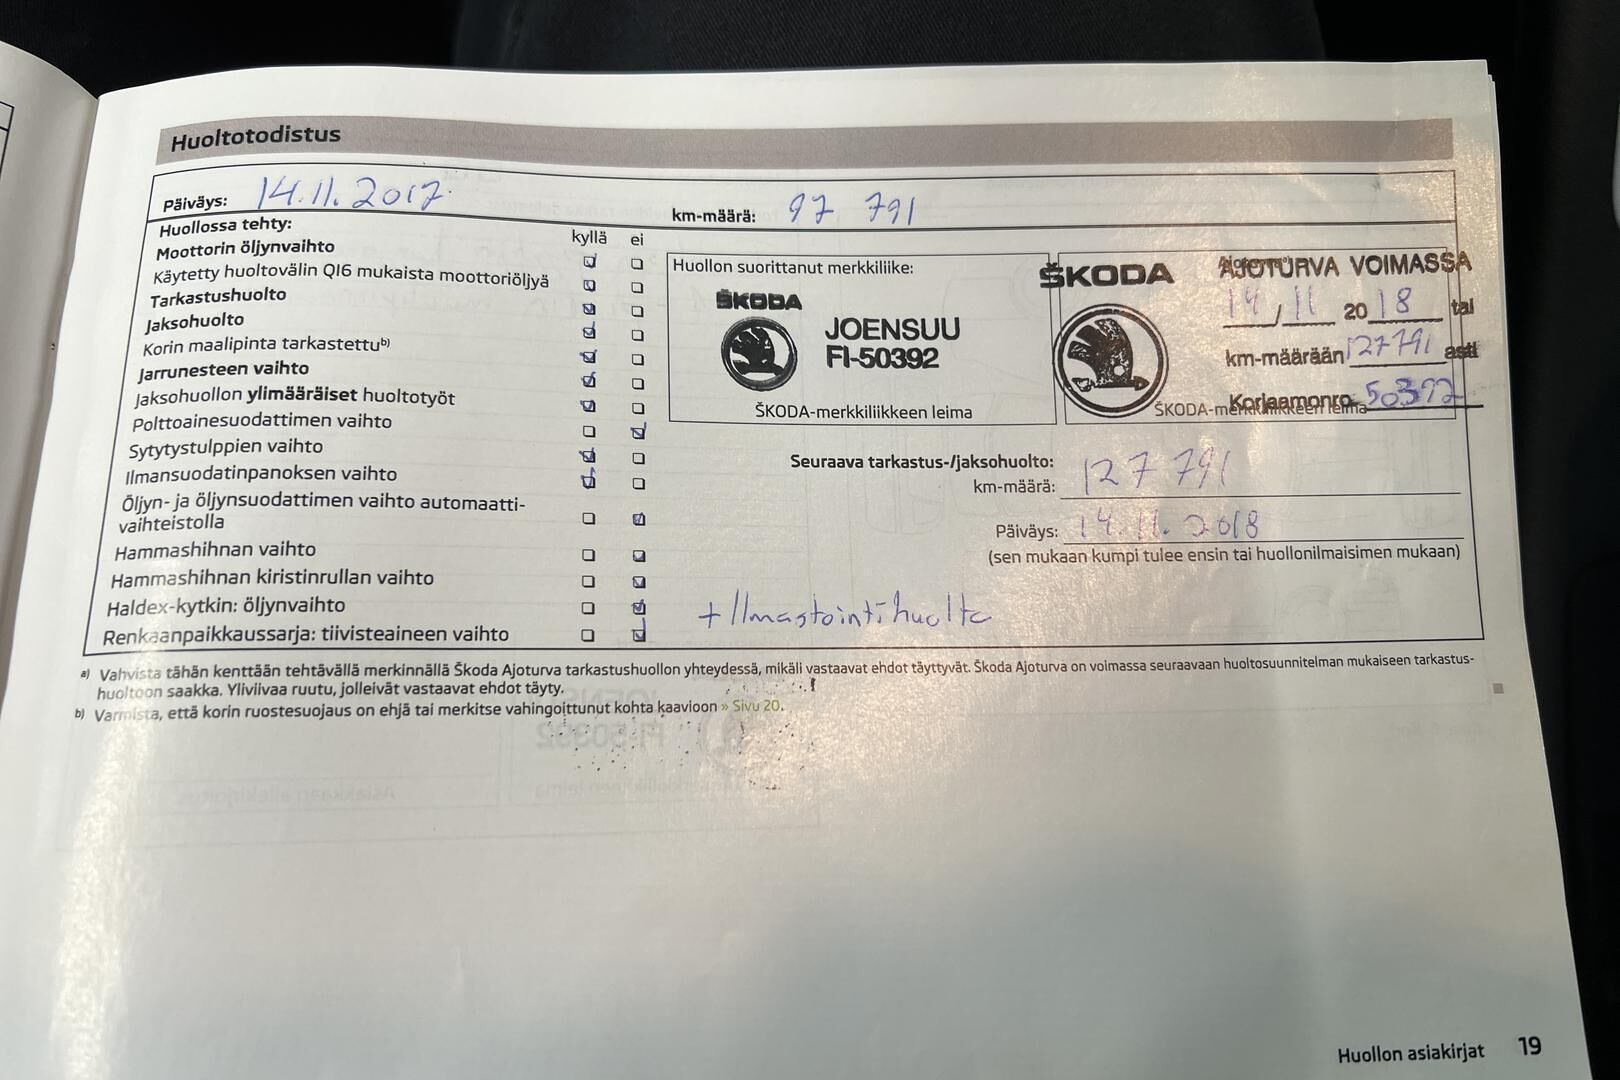 Huoltotodistus
Päiväys: 14.11.2017. km-määrä: 97 791
Huollossa tehty: kyllä ei
Moottorin öljynvaihto
Käytetty huoltovälin QI6 mukaista moottoriöljyä
Tarkastushuolto
Jaksohuolto
Korin maalipinta tarkastettu b)
Jarrunesteen vaihto
Jaksohuollon ylimääräiset huoltotyöt
Polttoainesuodattimen vaihto
Sytytystulppien vaihto
Ilmansuodatinpanoksen vaihto
Öljyn- ja öljynsuodattimen vaihto automaatti-
vaihteistolla
Hammashihnan vaihto
Hammashihnan kiristinrullan vaihto
Haldex-kytkin: öljynvaihto
Renkaanpaikkaussarja: tiivisteaineen vaihto
Huollon suorittanut merkkiliike:
ŠKODA
JOENSUU
FI-50392
ŠKODA-merkkiliikkeen leima
ŠKODA
AJOTURVA VOIMASSA
14 / 11 20 18 tai
km-määrään 127791 asti
Korjaamonro 50392
ŠKODA-merkkiliikkeen leima
Seuraava tarkastus-/jaksohuolto:
km-määrä: 127 791
Päiväys: 14.11.2018
(sen mukaan kumpi tulee ensin tai huollonilmaisimen mukaan)
+ Ilmastointihuolto
a) Vahvista tähän kenttään tehtävällä merkinnällä Škoda Ajoturva tarkastushuollon yhteydessä, mikäli vastaavat ehdot täyttyvät. Škoda Ajoturva on voimassa seuraavaan huoltosuunnitelman mukaiseen tarkastus-
huoltoon saakka. Yliviivaa ruutu, jolleivät vastaavat ehdot täyty.
b) Varmista, että korin ruostesuojaus on ehjä tai merkitse vahingoittunut kohta kaavioon » Sivu 20.
Huollon asiakirjat 19